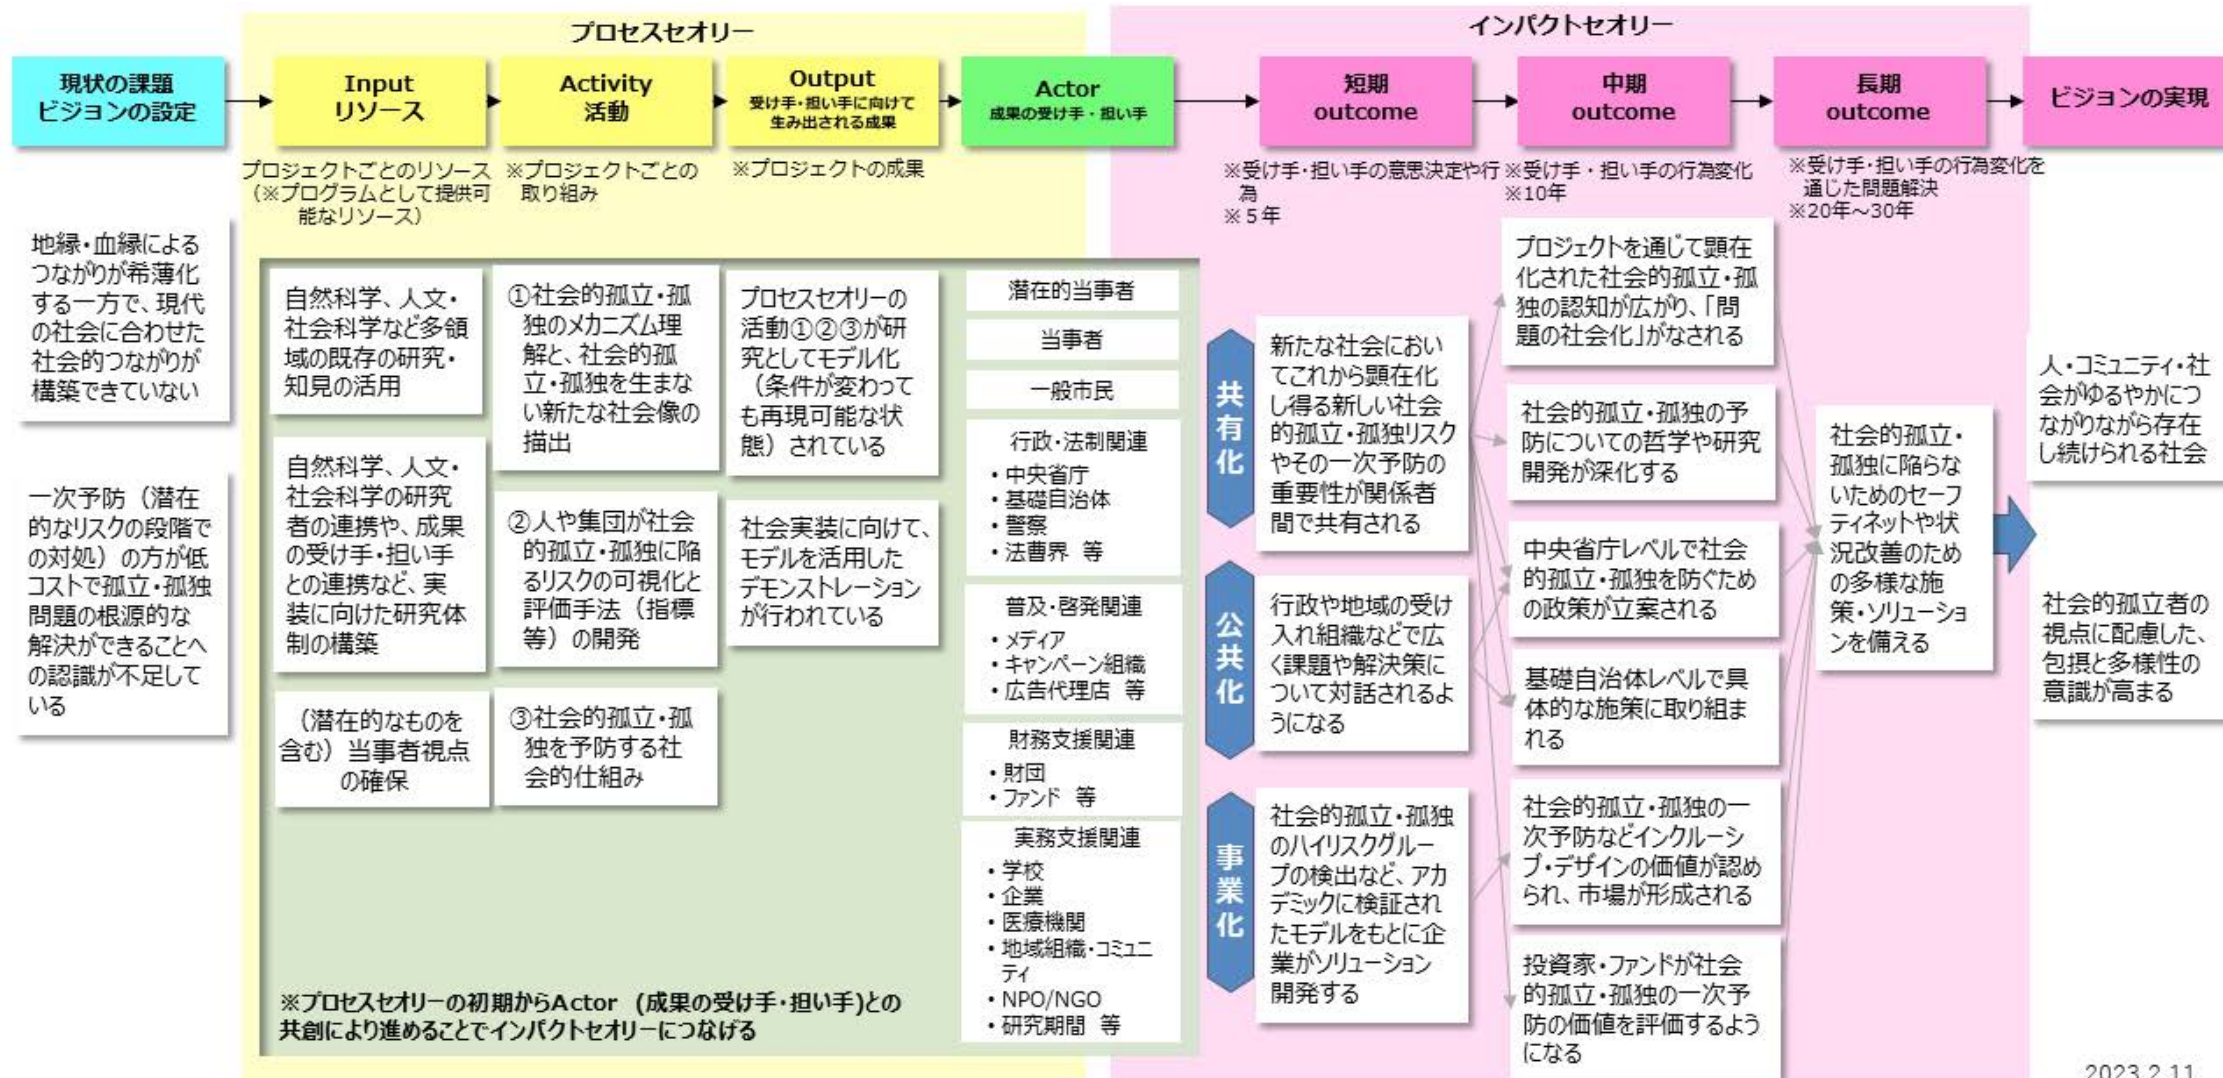 プロセスセオリー
インパクトセオリー
現状の課題
ビジョンの設定
Input
リソース
Activity
活動
Output
受け手・担い手に向けて
生み出される成果
Actor
成果の受け手・担い手
短期
outcome
中期
outcome
長期
outcome
ビジョンの実現
プロジェクトごとのリソース
（※プログラムとして提供可
能なリソース）
※プロジェクトごとの
取り組み
※プロジェクトの成果
※受け手・担い手の意思決定や行
為
※５年
※受け手・担い手の行為変化
※10年
※受け手・担い手の行為変化を
通じた問題解決
※20年～30年
地縁・血縁による
つながりが希薄化
する一方で、現代
の社会に合わせた
社会的つながりが
構築できていない
一次予防（潜在
的なリスクの段階で
の対処）の方が低
コストで孤立・孤独
問題の根源的な
解決ができることへ
の認識が不足して
いる
自然科学、人文・
社会科学など多領
域の既存の研究・
知見の活用
自然科学、人文・
社会科学の研究
者の連携や、成果
の受け手・担い手
との連携など、実
装に向けた研究体
制の構築
（潜在的なものを
含む）当事者視点
の確保
①社会的孤立・孤
独のメカニズム理
解と、社会的孤
立・孤独を生まな
い新たな社会像の
描出
②人や集団が社会
的孤立・孤独に陥
るリスクの可視化と
評価手法（指標
等）の開発
③社会的孤立・孤
独を予防する社
会的仕組み
プロセスセオリーの
活動①②③が研
究としてモデル化
（条件が変わって
も再現可能な状
態）されている
社会実装に向けて、
モデルを活用した
デモンストレーション
が行われている
潜在的当事者
当事者
一般市民
行政・法制関連
・中央省庁
・基礎自治体
・警察
・法曹界 等
普及・啓発関連
・メディア
・キャンペーン組織
・広告代理店 等
財務支援関連
・財団
・ファンド 等
実務支援関連
・学校
・企業
・医療機関
・地域組織・コミュニ
ティ
・NPO/NGO
・研究期間 等
※プロセスセオリーの初期からActor (成果の受け手・担い手)との
共創により進めることでインパクトセオリーにつなげる
共有化
公共化
事業化
新たな社会におい
てこれから顕在化
し得る新しい社会
的孤立・孤独リスク
やその一次予防の
重要性が関係者
間で共有される
行政や地域の受け
入れ組織などで広
く課題や解決策に
ついて対話されるよ
うになる
社会的孤立・孤独
のハイリスクグルー
プの検出など、アカ
デミックに検証され
たモデルをもとに企
業がソリューション
開発する
プロジェクトを通じて顕在
化された社会的孤立・孤
独の認知が広がり、「問
題の社会化」がなされる
社会的孤立・孤独の予
防についての哲学や研究
開発が深化する
中央省庁レベルで社会
的孤立・孤独を防ぐため
の政策が立案される
基礎自治体レベルで具
体的な施策に取り組ま
れる
社会的孤立・孤独の一
次予防などインクルーシ
ブ・デザインの価値が認め
られ、市場が形成される
投資家・ファンドが社会
的孤立・孤独の一次予
防の価値を評価するよう
になる
社会的孤立・
孤独に陥らな
いためのセーフ
ティネットや状
況改善のため
の多様な施
策・ソリューショ
ンを備える
人・コミュニティ・社
会がゆるやかにつ
ながりながら存在
し続けられる社会
社会的孤立者の
視点に配慮した、
包摂と多様性の
意識が高まる
2023.2.11